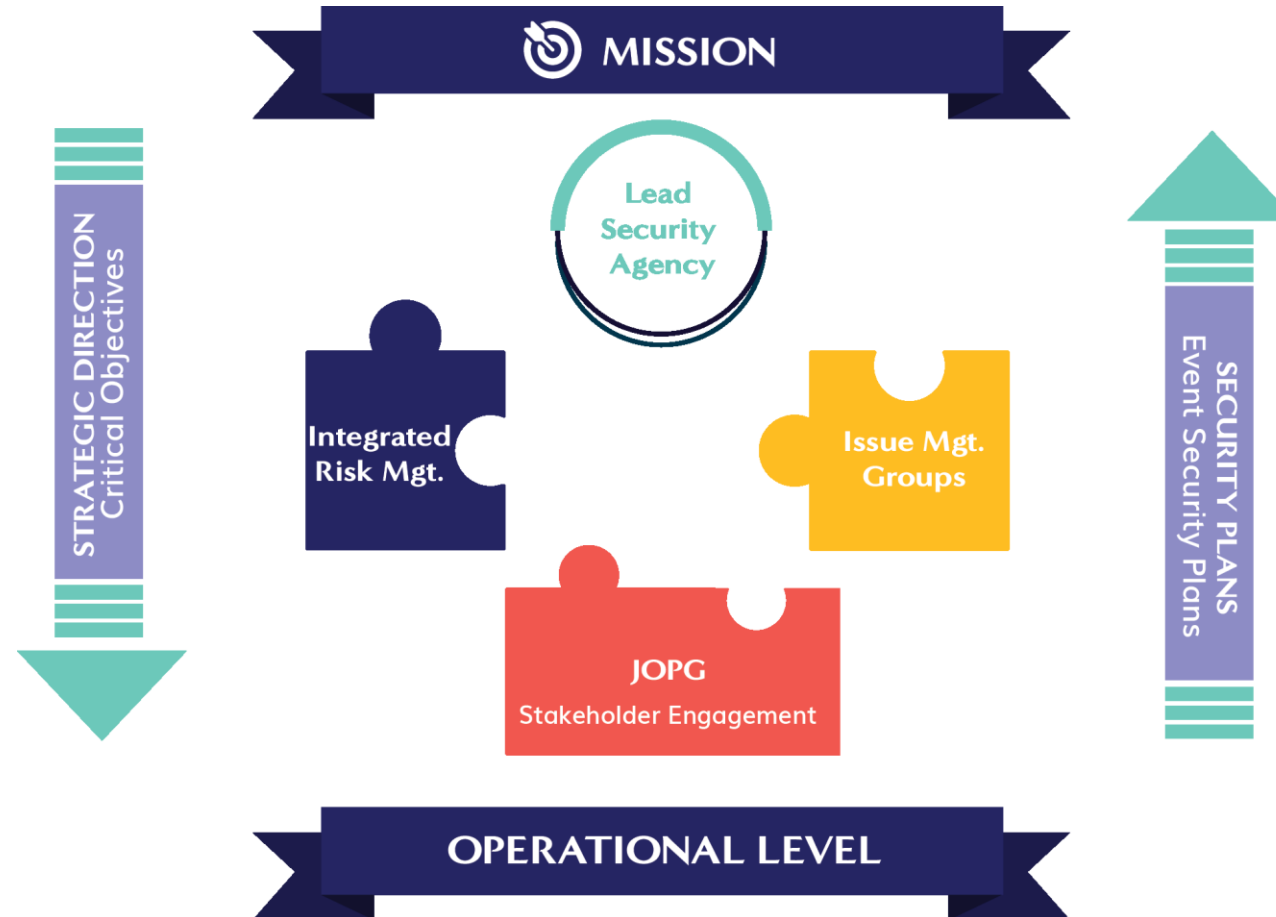 MISSION
Lead
Security
Agency
STRATEGIC DIRECTION
Critical Objectives
Integrated
Risk Mgt.
Issue Mgt.
Groups
SECURITY PLANS
Event Security Plans
JOPG
Stakeholder Engagement
OPERATIONAL LEVEL